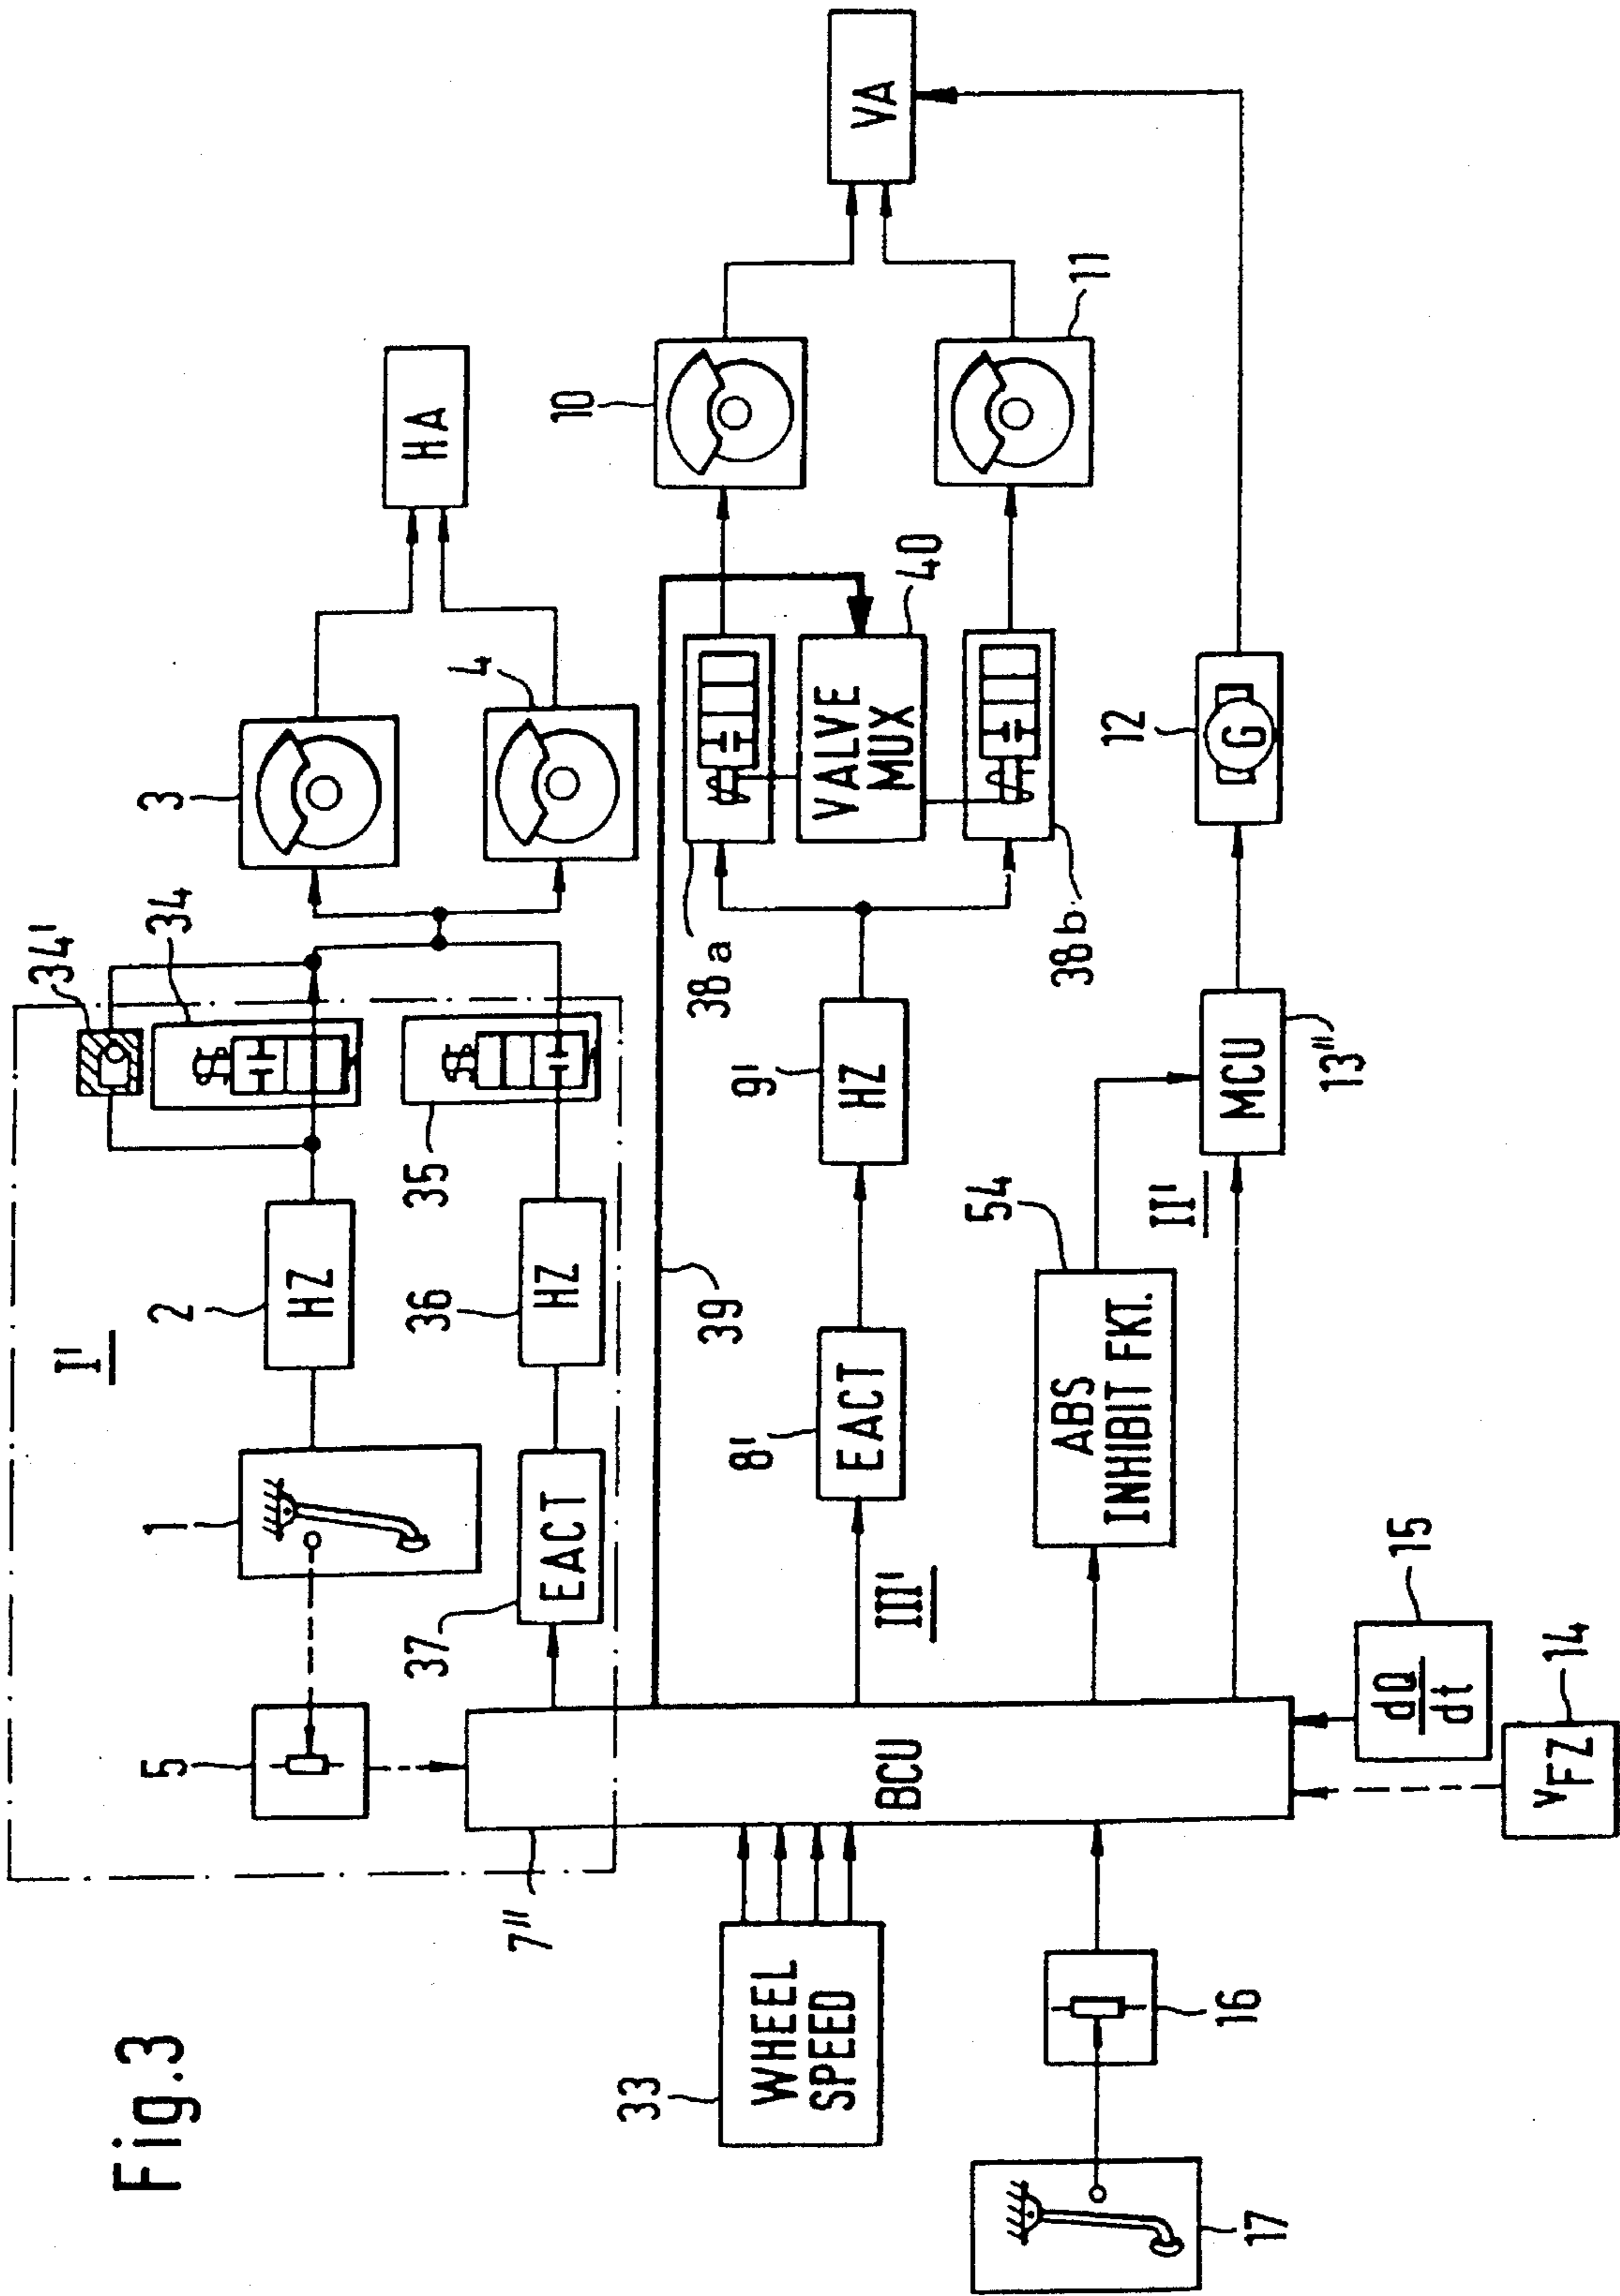 Fig.3
I'
34'
34
3
4
HA
1
2
HZ
5
35
36
HZ
37
EACT
7"
BCU
39
33
WHEEL
SPEED
III'
8'
EACT
9'
HZ
38a
38b
VALVE
MUX
40
10
11
VA
54
ABS
INHIBIT FKT.
II'
MCU
13"
12
G
15
dQ
dt
14
VFZ
16
17